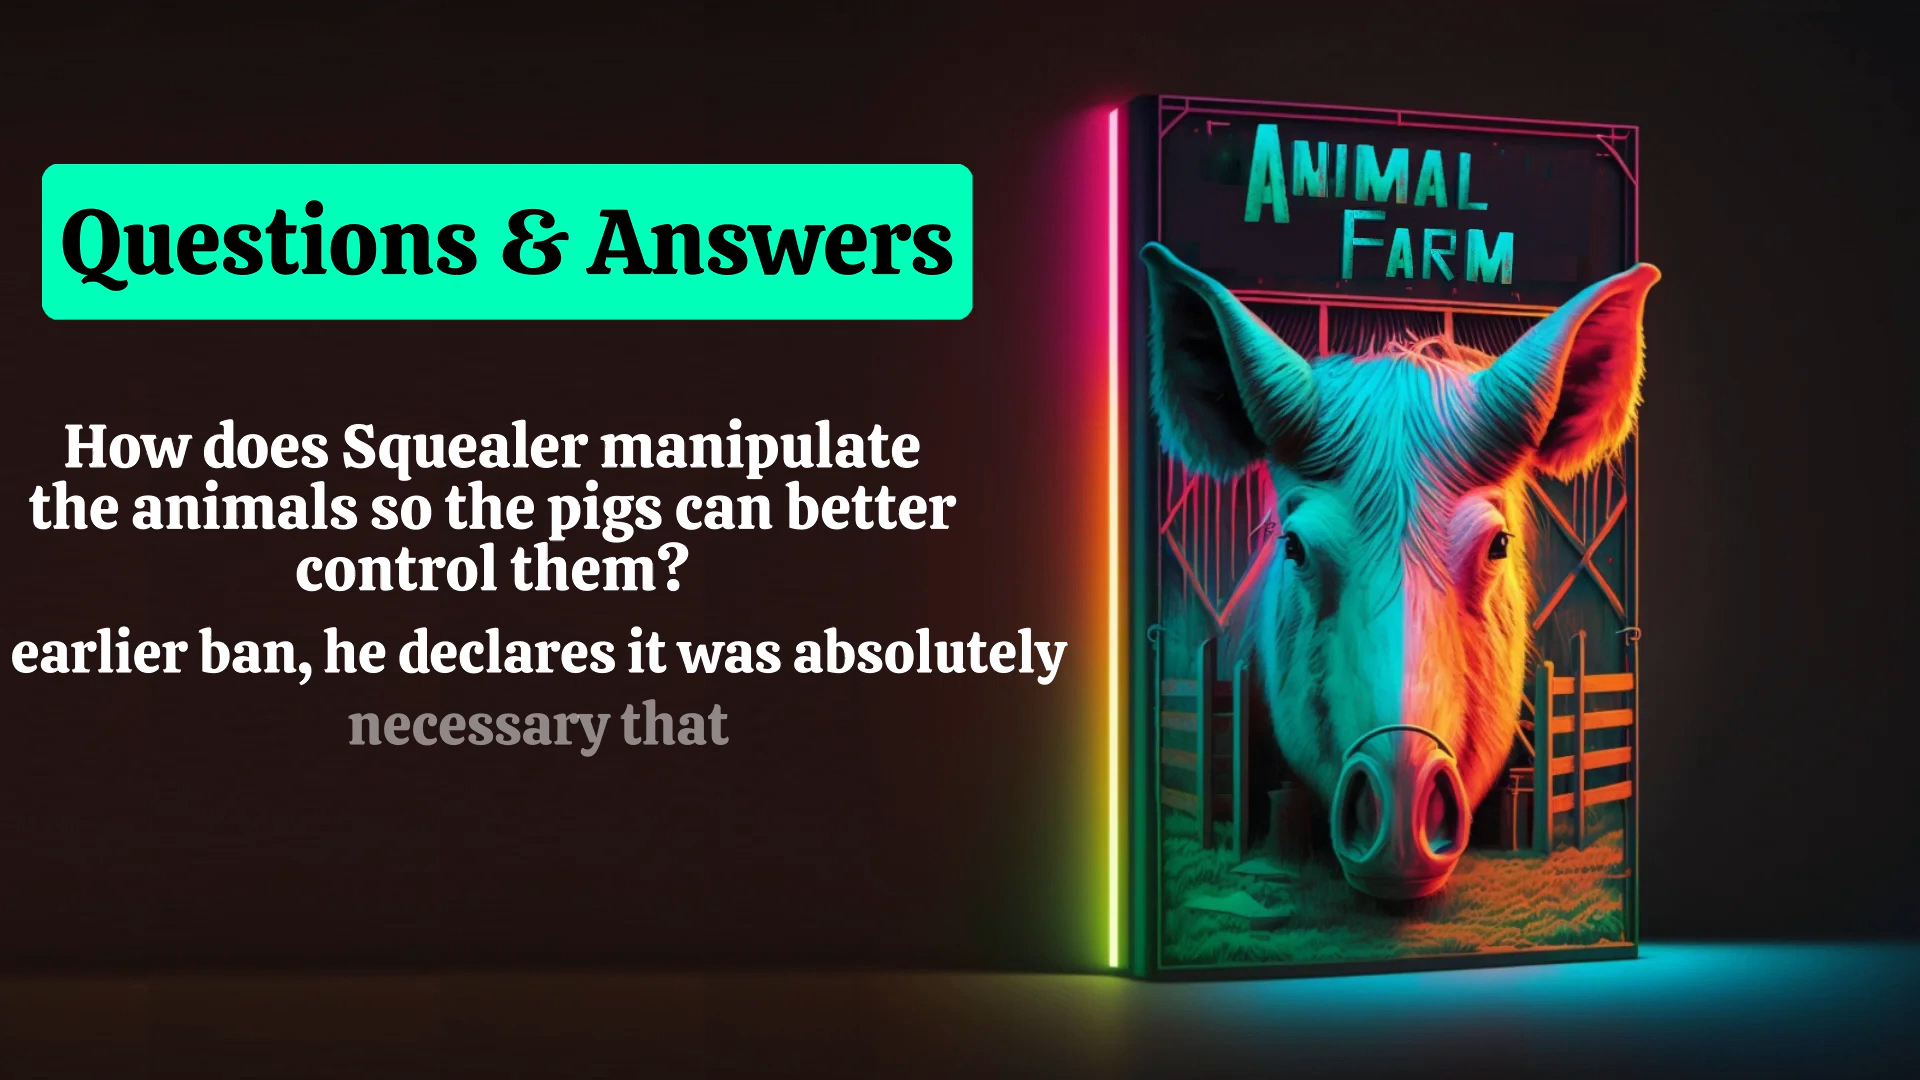 Questions & Answers
How does Squealer manipulate
the animals so the pigs can better
control them?
earlier ban, he declares it was absolutely
necessary that
ANIMAL
FARM